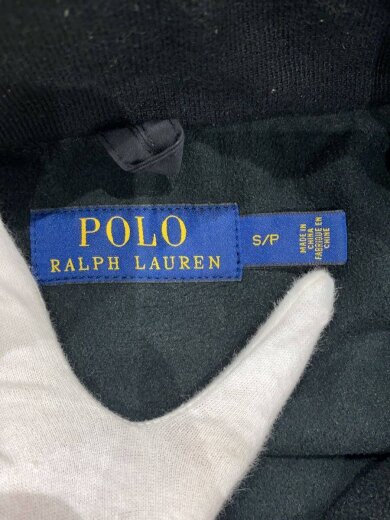 POLO
RALPH LAUREN
S/P
MADE IN
CHINA
FABRIQUÉ EN
CHINE